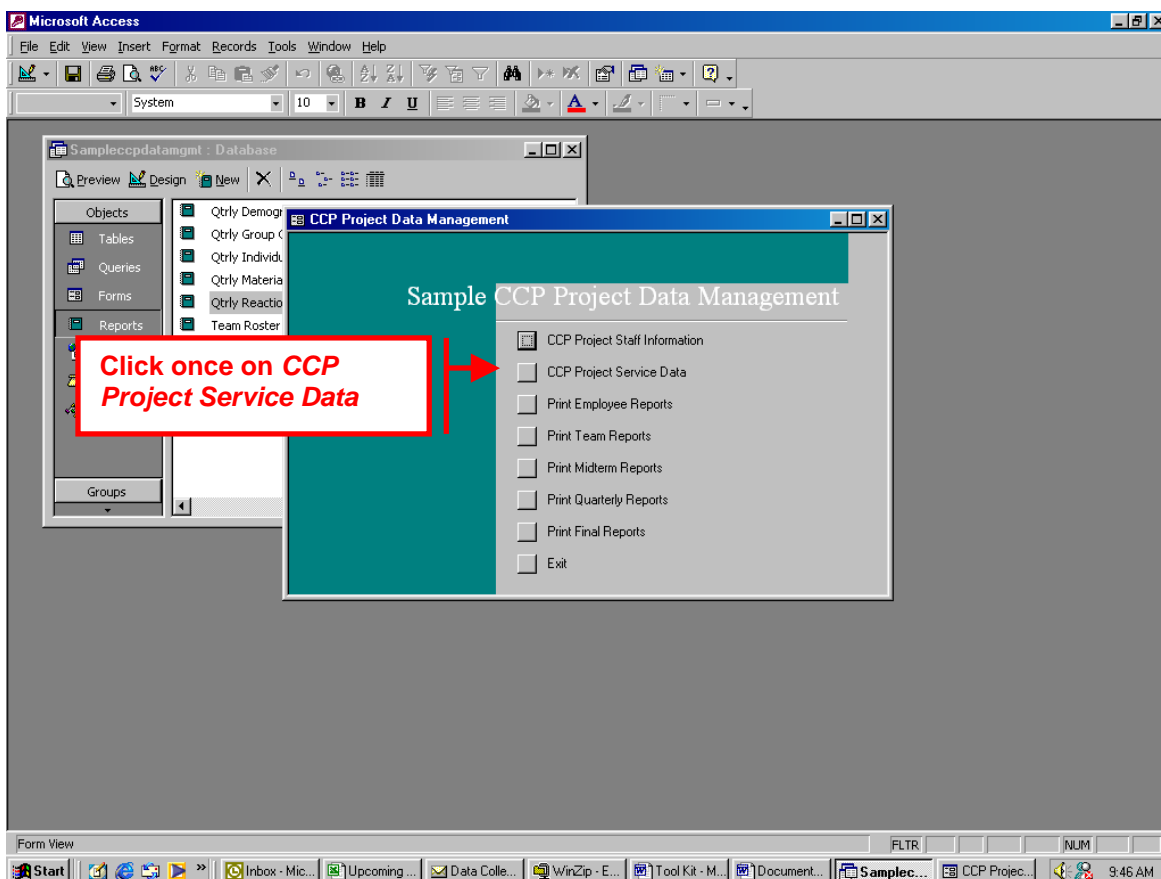 Microsoft Access
File Edit View Insert Format Records Tools Window Help
System 10 B I U
Sampleccpdatamgmt : Database
Preview Design New
Objects
Tables
Queries
Forms
Reports
Groups
Qtrly Demogr
Qtrly Group
Qtrly Individu
Qtrly Materia
Qtrly Reactio
Team Roster
CCP Project Data Management
Sample CCP Project Data Management
CCP Project Staff Information
CCP Project Service Data
Print Employee Reports
Print Team Reports
Print Midterm Reports
Print Quarterly Reports
Print Final Reports
Exit
Click once on CCP
Project Service Data
Form View FLTR NUM
Start » Inbox - Mic... Upcoming ... Data Colle... WinZip - E... Tool Kit - M... Document... Samplec... CCP Projec... 9:46 AM